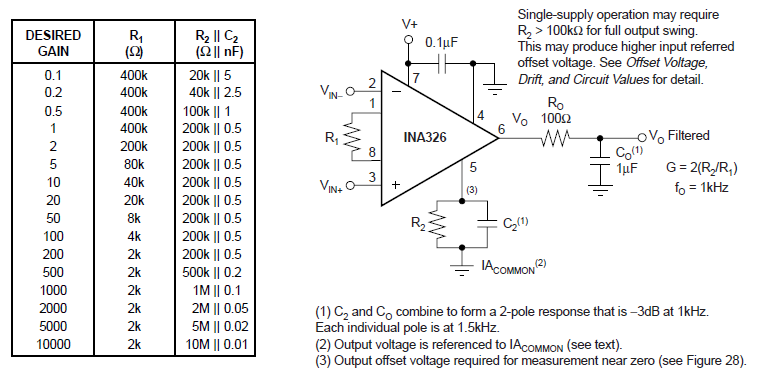 DESIRED GAIN R₁ (Ω) R₂ || C₂ (Ω || nF)
0.1 400k 20k || 5
0.2 400k 40k || 2.5
0.5 400k 100k || 1
1 400k 200k || 0.5
2 200k 200k || 0.5
5 80k 200k || 0.5
10 40k 200k || 0.5
20 20k 200k || 0.5
50 8k 200k || 0.5
100 4k 200k || 0.5
200 2k 200k || 0.5
500 2k 500k || 0.2
1000 2k 1M || 0.1
2000 2k 2M || 0.05
5000 2k 5M || 0.02
10000 2k 10M || 0.01
V+
0.1µF
7
VIN–
2
1
R₁
8
VIN+
3
–
+
INA326
4
6
5
(3)
R₂
C₂(1)
IACOMMON(2)
VO
RO
100Ω
VO Filtered
CO(1)
1µF
G = 2(R₂/R₁)
fO = 1kHz
Single-supply operation may require
R₂ > 100kΩ for full output swing.
This may produce higher input referred
offset voltage. See Offset Voltage,
Drift, and Circuit Values for detail.
(1) C₂ and CO combine to form a 2-pole response that is –3dB at 1kHz.
Each individual pole is at 1.5kHz.
(2) Output voltage is referenced to IACOMMON (see text).
(3) Output offset voltage required for measurement near zero (see Figure 28).